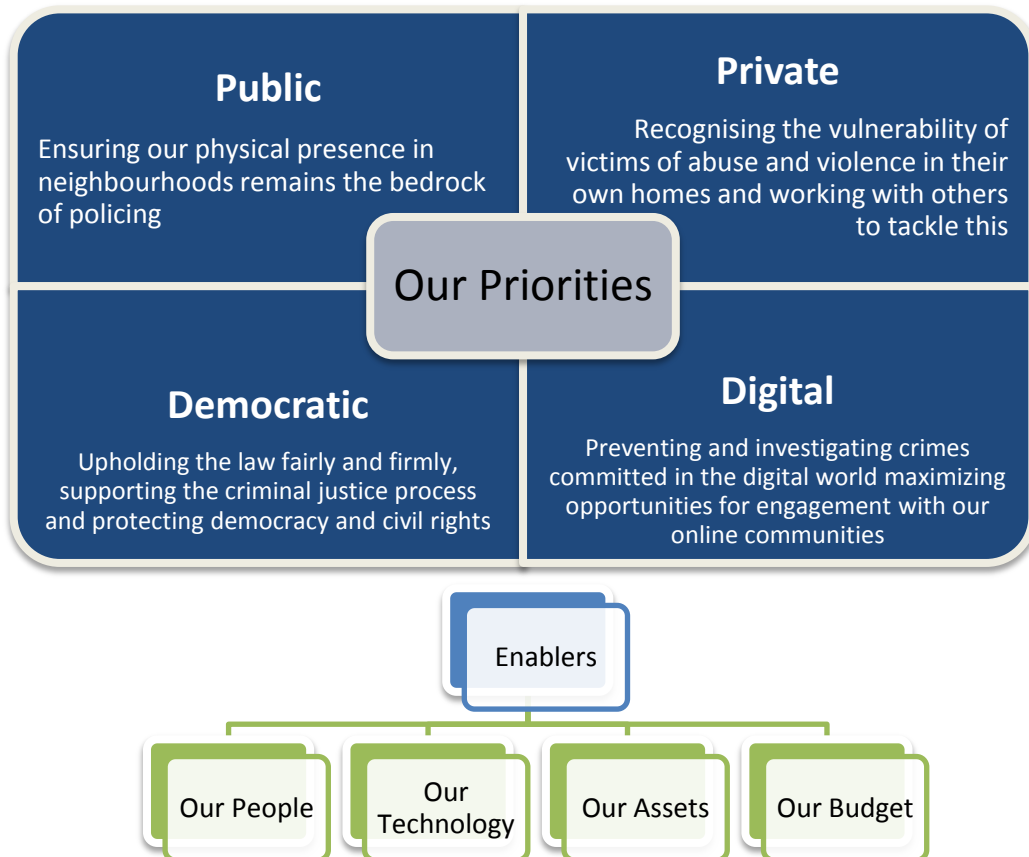 Public
Ensuring our physical presence in
neighbourhoods remains the bedrock
of policing
Private
Recognising the vulnerability of
victims of abuse and violence in their
own homes and working with others
to tackle this
Our Priorities
Democratic
Upholding the law fairly and firmly,
supporting the criminal justice process
and protecting democracy and civil rights
Digital
Preventing and investigating crimes
committed in the digital world maximizing
opportunities for engagement with our
online communities
Enablers
Our People
Our
Technology
Our Assets
Our Budget